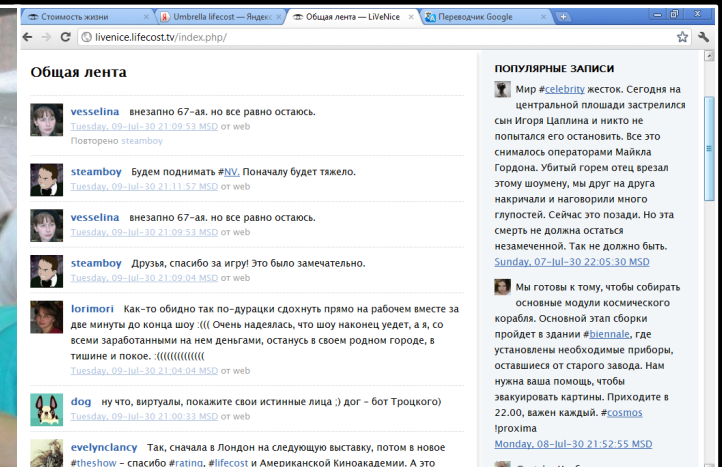 Стоимость жизни
Umbrella lifecost — Яндекс
Общая лента — LiVeNice
Переводчик Google
livenice.lifecost.tv/index.php/
Общая лента
vesselina внезапно 67-ая. но все равно остаюсь.
Tuesday, 09-Jul-30 21:09:53 MSD от web
Повторено steamboy
steamboy Будем поднимать #NV. Поначалу будет тяжело.
Tuesday, 09-Jul-30 21:11:57 MSD от web
vesselina внезапно 67-ая. но все равно остаюсь.
Tuesday, 09-Jul-30 21:09:53 MSD от web
steamboy Друзья, спасибо за игру! Это было замечательно.
Tuesday, 09-Jul-30 21:09:04 MSD от web
lorimori Как-то обидно так по-дурацки сдохнуть прямо на рабочем вместе за
две минуты до конца шоу :((( Очень надеялась, что шоу наконец уедет, а я, со
всеми заработанными на нем деньгами, останусь в своем родном городе, в
тишине и покое. :((((((((((((((
Tuesday, 09-Jul-30 21:04:04 MSD от web
dog ну что, виртуалы, покажите свои истинные лица ;) дог - бот Троцкого)
Tuesday, 09-Jul-30 21:00:33 MSD от web
evelynclancy Так, сначала в Лондон на следующую выставку, потом в новое
#theshow - спасибо #rating, #lifecost и Американской Киноакадемии. А это
ПОПУЛЯРНЫЕ ЗАПИСИ
Мир #celebrity жесток. Сегодня на
центральной площади застрелился
сын Игоря Цаплина и никто не
попытался его остановить. Все это
снималось операторами Майкла
Гордона. Убитый горем отец врезал
этому шоумену, мы друг на друга
накричали и наговорили много
глупостей. Сейчас это позади. Но эта
смерть не должна остаться
незамеченной. Так не должно быть.
Sunday, 07-Jul-30 22:05:30 MSD
Мы готовы к тому, чтобы собирать
основные модули космического
корабля. Основной этап сборки
пройдет в здании #biennale, где
установлены необходимые приборы,
оставшиеся от старого завода. Нам
нужна ваша помощь, чтобы
эвакуировать картины. Приходите в
22.00, важен каждый. #cosmos
!proxima
Monday, 08-Jul-30 21:52:55 MSD